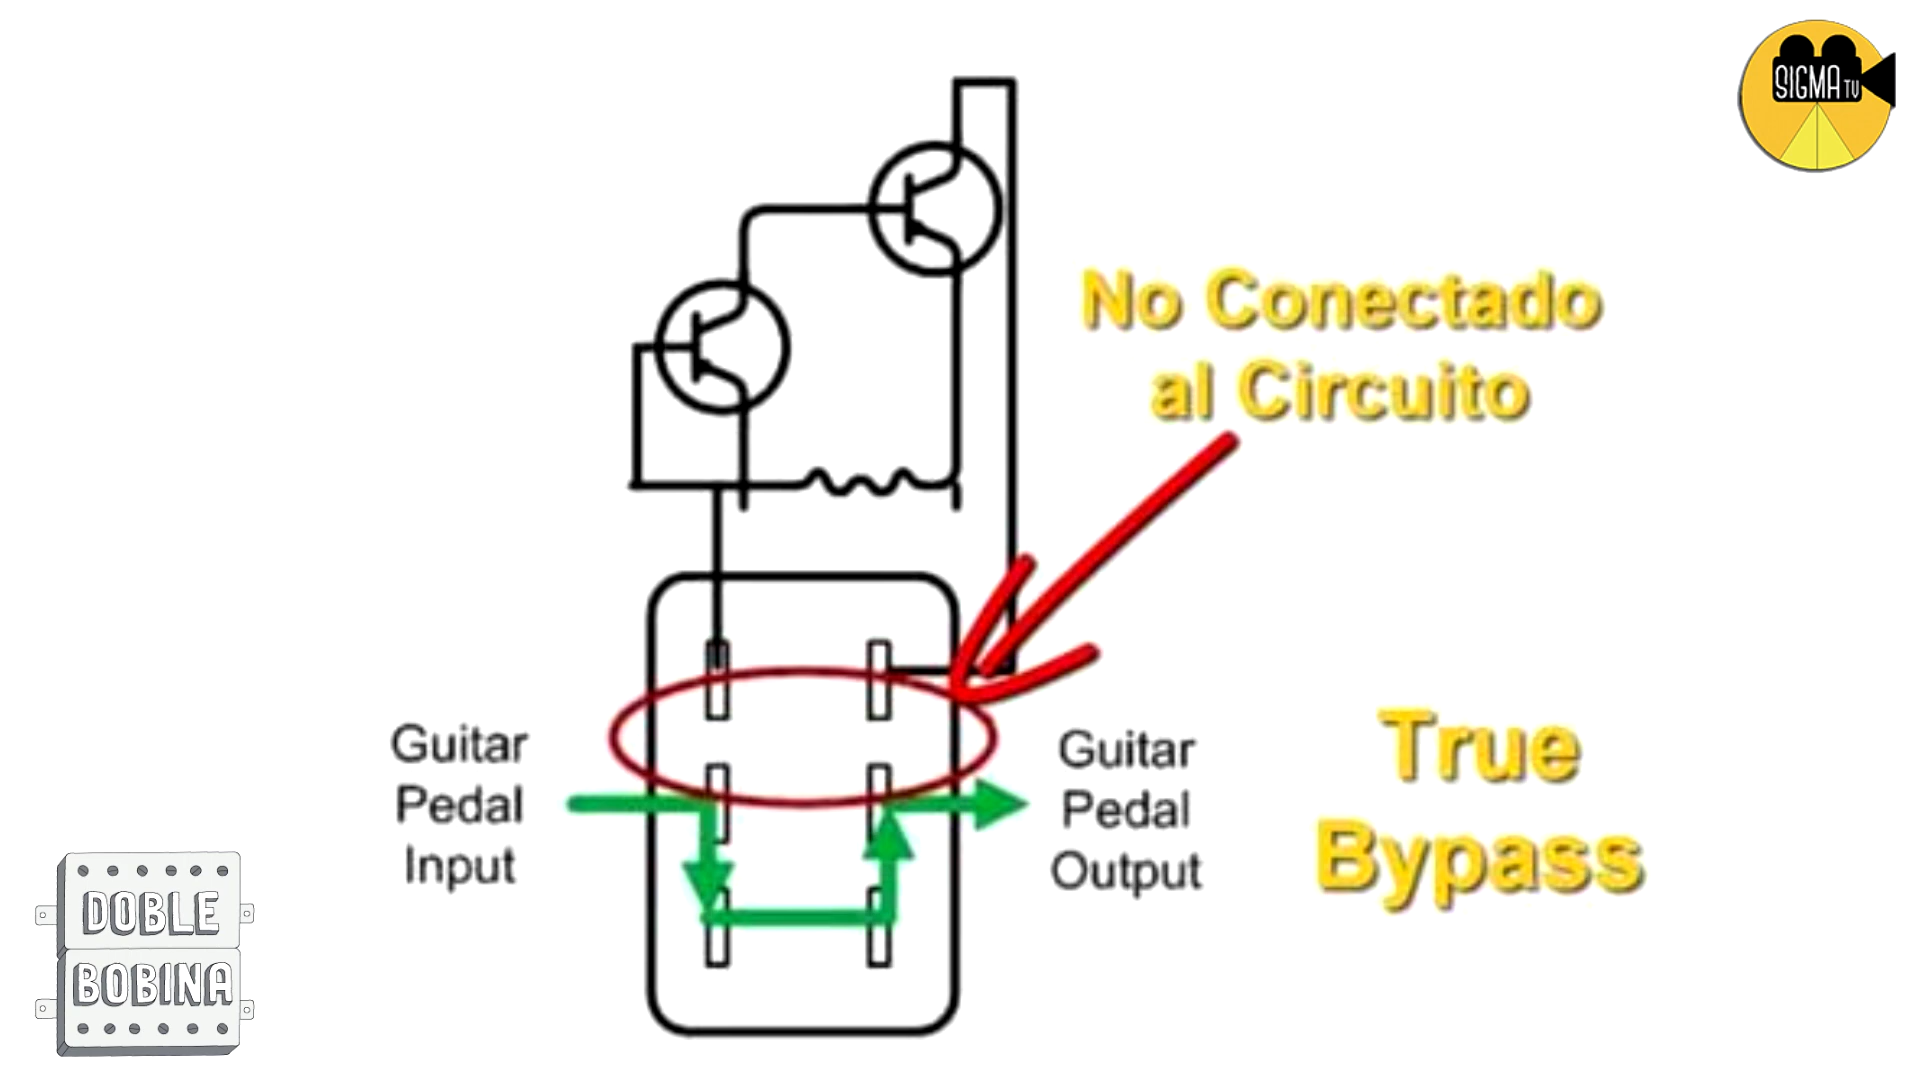 SIGMA TV
No Conectado
al Circuito
Guitar
Pedal
Input
Guitar
Pedal
Output
True
Bypass
DOBLE
BOBINA